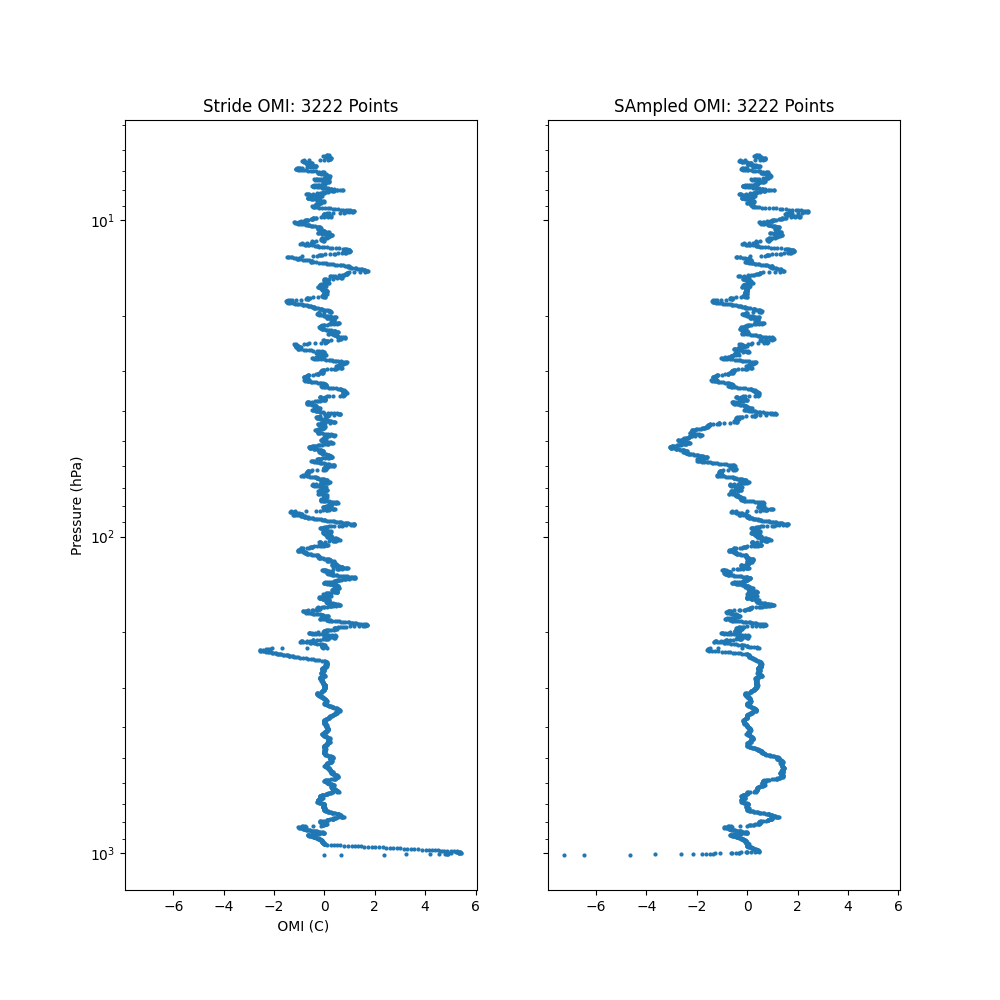 Stride OMI: 3222 Points
SAmpled OMI: 3222 Points
Pressure (hPa)
10¹
10²
10³
−6 −4 −2 0 2 4 6
−6 −4 −2 0 2 4 6
OMI (C)